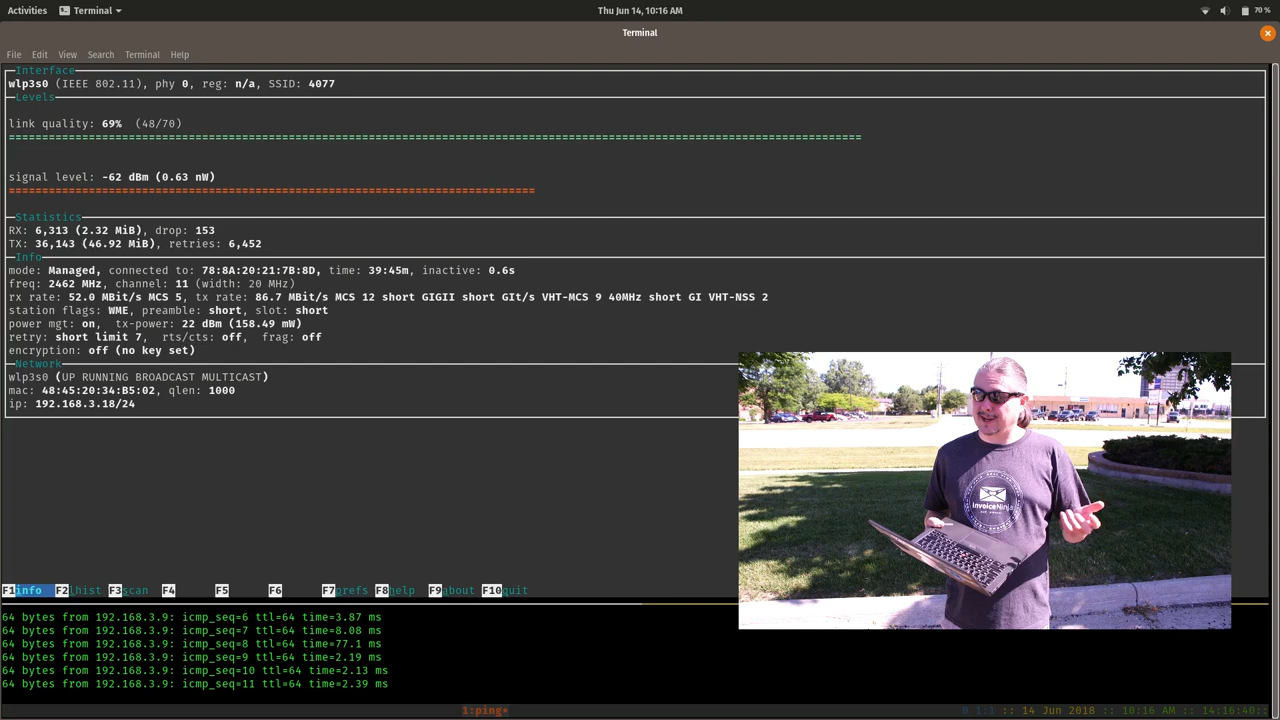 Activities Terminal Thu Jun 14, 10:16 AM 70 %
Terminal
File Edit View Search Terminal Help
Interface
wlp3s0 (IEEE 802.11), phy 0, reg: n/a, SSID: 4077
Levels
link quality: 69% (48/70)
signal level: -62 dBm (0.63 nW)
Statistics
RX: 6,313 (2.32 MiB), drop: 153
TX: 36,143 (46.92 MiB), retries: 6,452
Info
mode: Managed, connected to: 78:8A:20:21:7B:8D, time: 39:45m, inactive: 0.6s
freq: 2462 MHz, channel: 11 (width: 20 MHz)
rx rate: 52.0 MBit/s MCS 5, tx rate: 86.7 MBit/s MCS 12 short GIGII short GIt/s VHT-MCS 9 40MHz short GI VHT-NSS 2
station flags: WME, preamble: short, slot: short
power mgt: on, tx-power: 22 dBm (158.49 mW)
retry: short limit 7, rts/cts: off, frag: off
encryption: off (no key set)
Network
wlp3s0 (UP RUNNING BROADCAST MULTICAST)
mac: 48:45:20:34:B5:02, qlen: 1000
ip: 192.168.3.18/24
InvoiceNinja
F1info F2lhist F3scan F4 F5 F6 F7prefs F8help F9about F10quit
64 bytes from 192.168.3.9: icmp_seq=6 ttl=64 time=3.87 ms
64 bytes from 192.168.3.9: icmp_seq=7 ttl=64 time=8.08 ms
64 bytes from 192.168.3.9: icmp_seq=8 ttl=64 time=77.1 ms
64 bytes from 192.168.3.9: icmp_seq=9 ttl=64 time=2.19 ms
64 bytes from 192.168.3.9: icmp_seq=10 ttl=64 time=2.13 ms
64 bytes from 192.168.3.9: icmp_seq=11 ttl=64 time=2.39 ms
1:ping* 0 1:1 :: 14 Jun 2018 :: 10:16 AM :: 14:16:40::